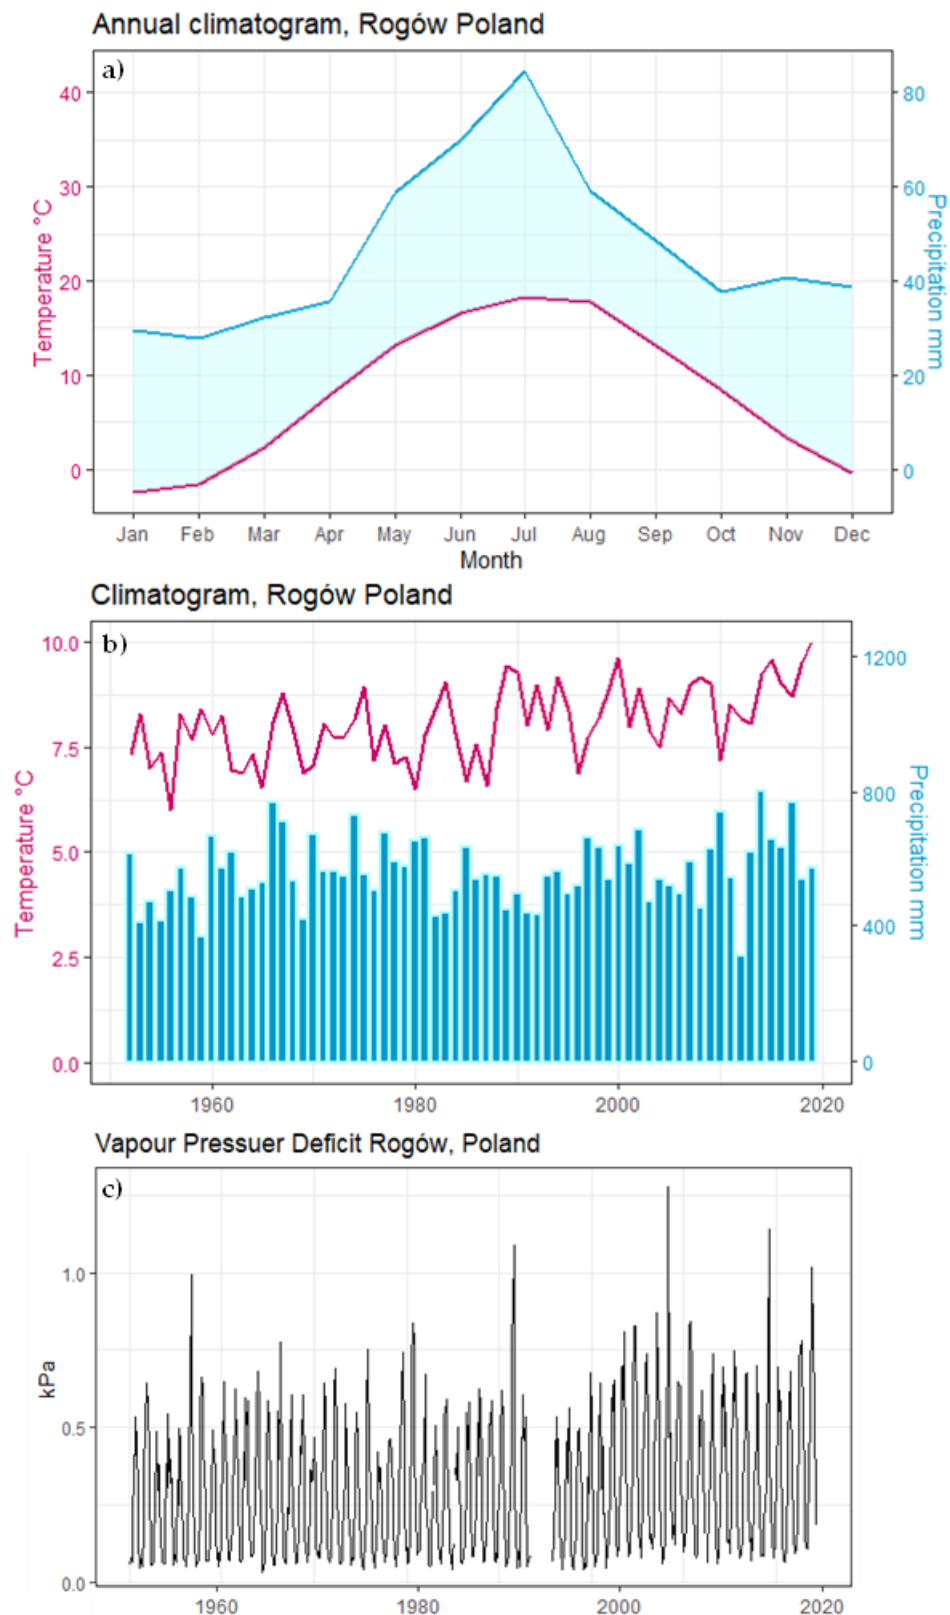 Annual climatogram, Rogów Poland
a)
40
30
20
10
0
Temperature °C
80
60
40
20
0
Precipitation mm
Jan Feb Mar Apr May Jun Jul Aug Sep Oct Nov Dec
Month
Climatogram, Rogów Poland
b)
10.0
7.5
5.0
2.5
0.0
Temperature °C
1200
800
400
0
Precipitation mm
1960 1980 2000 2020
Vapour Pressuer Deficit Rogów, Poland
c)
1.0
0.5
0.0
kPa
1960 1980 2000 2020